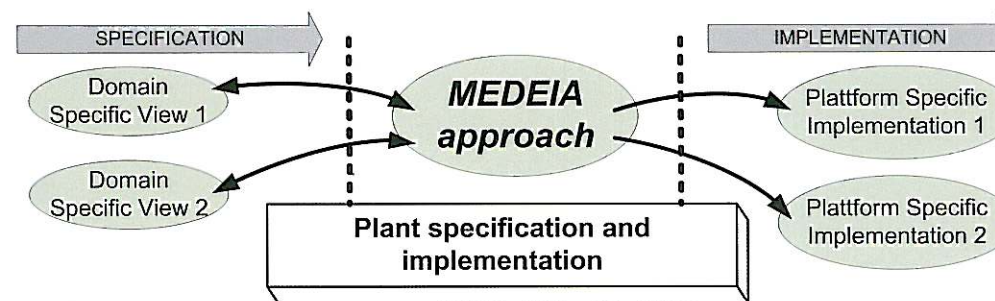 SPECIFICATION
IMPLEMENTATION
Domain
Specific View 1
MEDEIA
approach
Plattform Specific
Implementation 1
Domain
Specific View 2
Plattform Specific
Implementation 2
Plant specification and
implementation